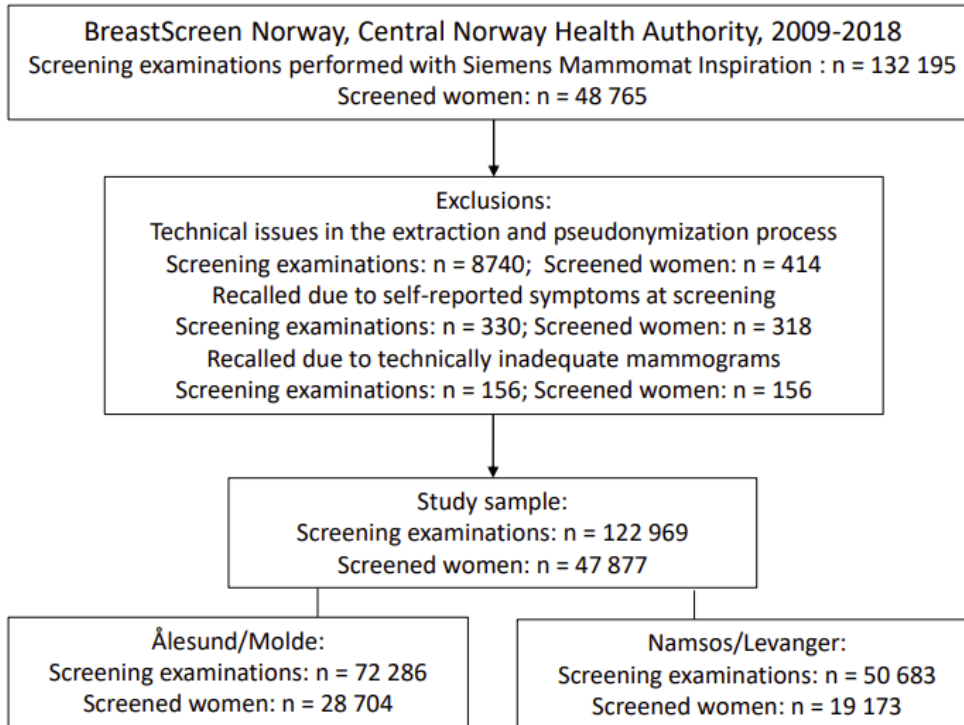 BreastScreen Norway, Central Norway Health Authority, 2009-2018
Screening examinations performed with Siemens Mammomat Inspiration : n = 132 195
Screened women: n = 48 765
Exclusions:
Technical issues in the extraction and pseudonymization process
Screening examinations: n = 8740;  Screened women: n = 414
Recalled due to self-reported symptoms at screening
Screening examinations: n = 330; Screened women: n = 318
Recalled due to technically inadequate mammograms
Screening examinations: n = 156; Screened women: n = 156
Study sample:
Screening examinations: n = 122 969
Screened women: n = 47 877
Ålesund/Molde:
Screening examinations: n = 72 286
Screened women: n = 28 704
Namsos/Levanger:
Screening examinations: n = 50 683
Screened women: n = 19 173